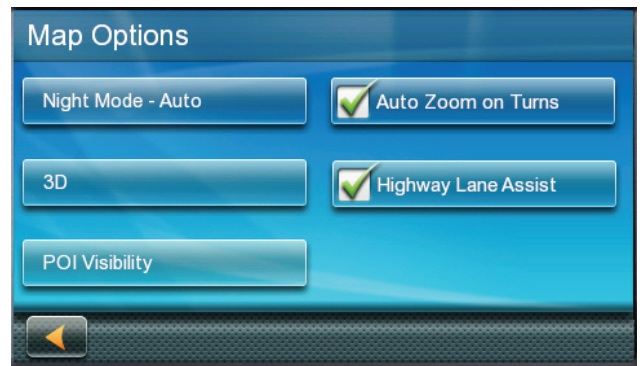 Map Options
Night Mode - Auto
Auto Zoom on Turns
3D
Highway Lane Assist
POI Visibility